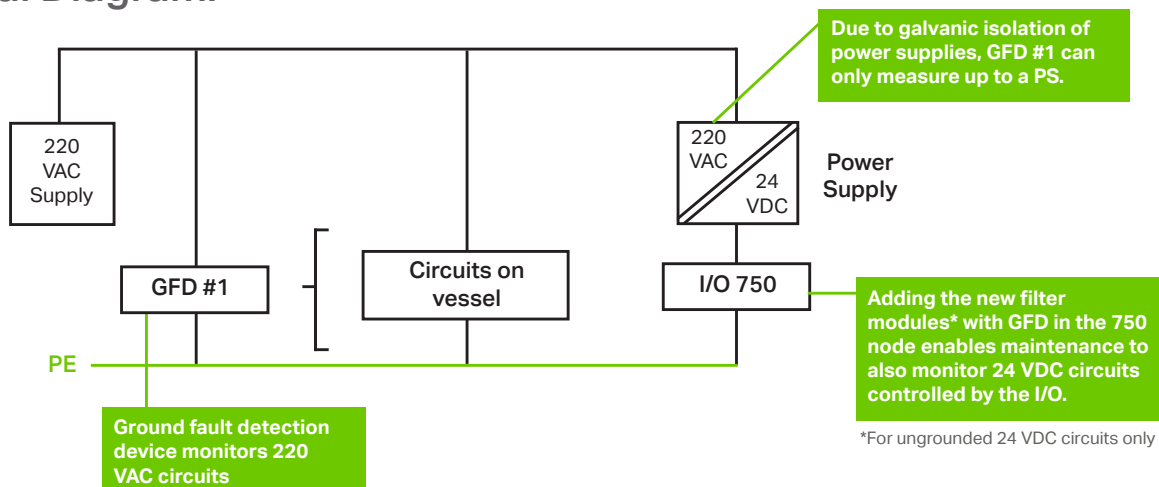 Due to galvanic isolation of
power supplies, GFD #1 can
only measure up to a PS.
220
VAC
Supply
220
VAC
24
VDC
Power
Supply
GFD #1
Circuits on
vessel
I/O 750
Adding the new filter
modules* with GFD in the 750
node enables maintenance to
also monitor 24 VDC circuits
controlled by the I/O.
PE
*For ungrounded 24 VDC circuits only
Ground fault detection
device monitors 220
VAC circuits